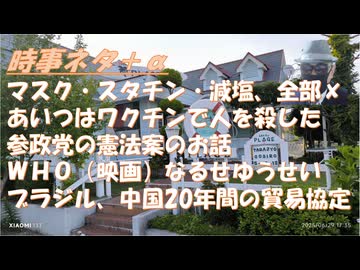 時事ネタ+α
マスク・スタチン・減塩、全部✗
あいつはワクチンで人を殺した
参政党の憲法案のお話
WHO（映画）なるせゆうせい
ブラジル、中国20年間の貿易協定
PLAGE
XIAOMI 13T